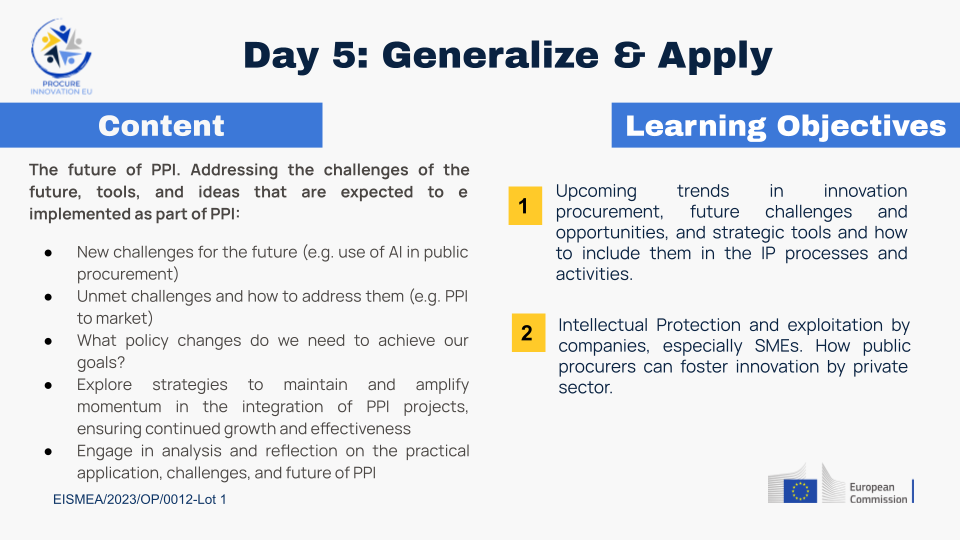 PROCURE
INNOVATION EU
Day 5: Generalize & Apply
Content
The future of PPI. Addressing the challenges of the
future, tools, and ideas that are expected to e
implemented as part of PPI:
● New challenges for the future (e.g. use of AI in public
procurement)
● Unmet challenges and how to address them (e.g. PPI
to market)
● What policy changes do we need to achieve our
goals?
● Explore strategies to maintain and amplify
momentum in the integration of PPI projects,
ensuring continued growth and effectiveness
● Engage in analysis and reflection on the practical
application, challenges, and future of PPI
EISMEA/2023/OP/0012-Lot 1
Learning Objectives
1
Upcoming trends in innovation
procurement, future challenges and
opportunities, and strategic tools and how
to include them in the IP processes and
activities.
2
Intellectual Protection and exploitation by
companies, especially SMEs. How public
procurers can foster innovation by private
sector.
European
Commission